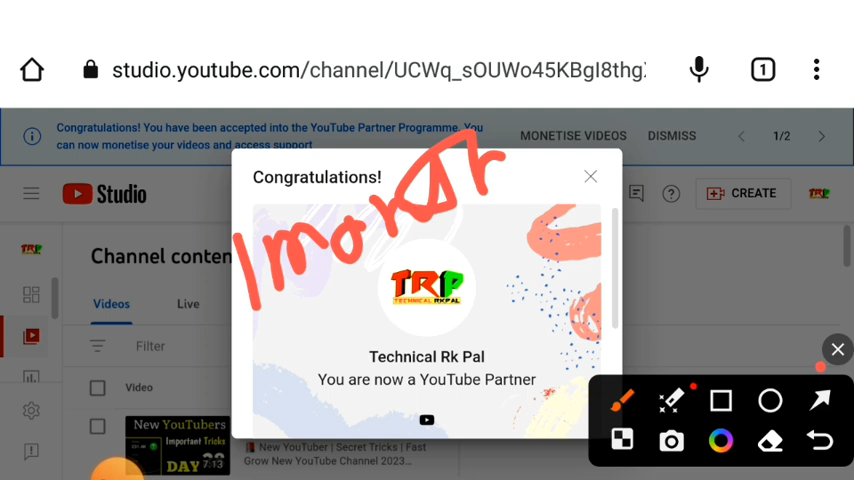 studio.youtube.com/channel/UCWq_sOUWo45KBgI8thg
1
Congratulations! You have been accepted into the YouTube Partner Programme. You
can now monetise your videos and access support
MONETISE VIDEOS
DISMISS
1/2
Studio
CREATE
TRP
Congratulations!
TRP
Channel conten
TRP
TECHNICAL RKPAL
Videos
Live
Technical Rk Pal
You are now a YouTube Partner
Filter
Video
New YouTubers
Important Tricks
DAY
7:13
New YouTuber | Secret Tricks | Fast
Grow New YouTube Channel 2023...